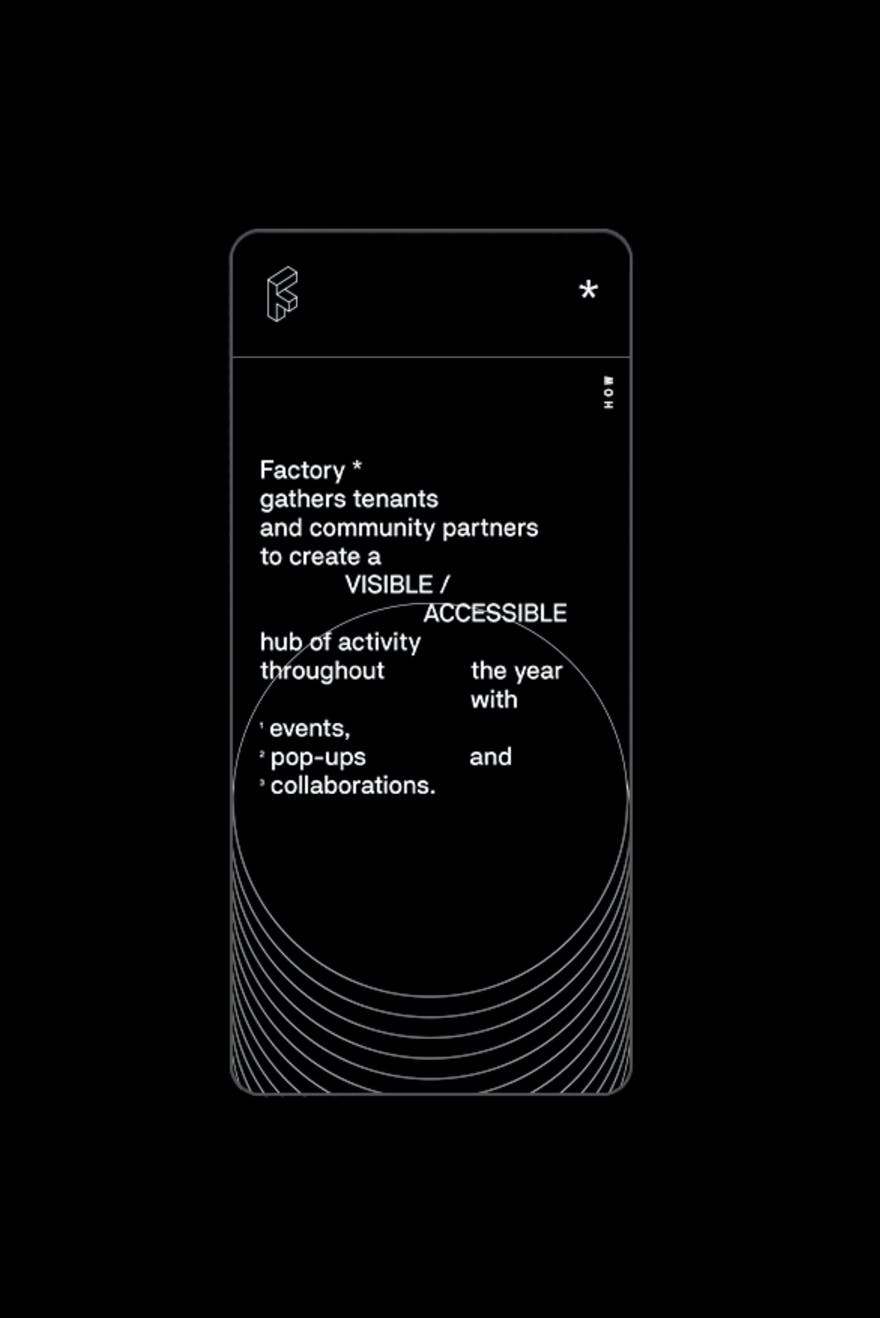 *
HOW
Factory *
gathers tenants
and community partners
to create a
VISIBLE /
ACCESSIBLE
hub of activity
throughout the year
with
¹ events,
² pop-ups and
³ collaborations.